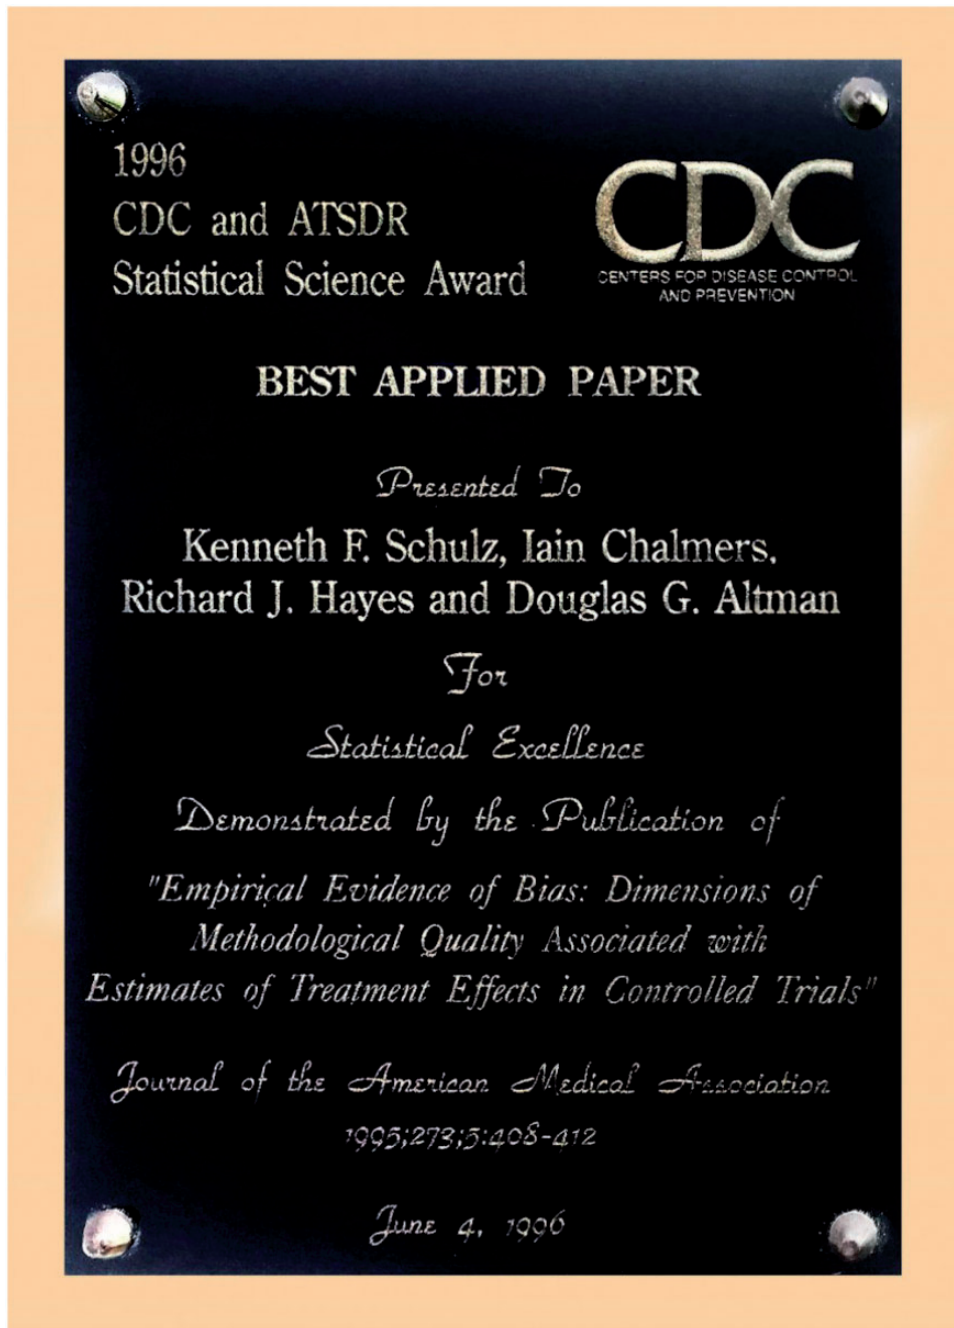 1996
CDC and ATSDR
Statistical Science Award
CDC
CENTERS FOR DISEASE CONTROL
AND PREVENTION
BEST APPLIED PAPER
Presented To
Kenneth F. Schulz, Iain Chalmers,
Richard J. Hayes and Douglas G. Altman
For
Statistical Excellence
Demonstrated by the Publication of
"Empirical Evidence of Bias: Dimensions of
Methodological Quality Associated with
Estimates of Treatment Effects in Controlled Trials"
Journal of the American Medical Association
1995;273;5:408-412
June 4, 1996